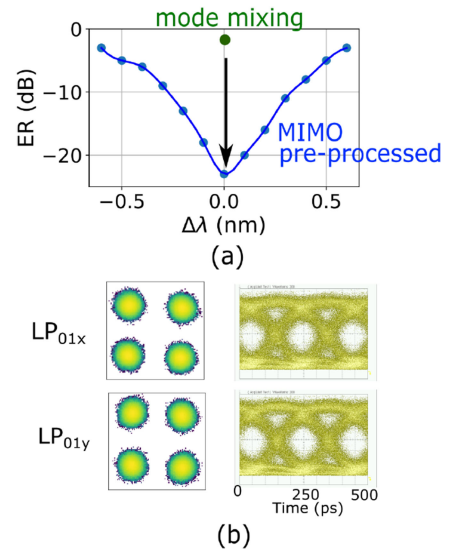 mode mixing
0
−10
−20
ER (dB)
MIMO
pre-processed
−0.5 0.0 0.5
Δλ (nm)
(a)
LP01x
LP01y
0 250 500
Time (ps)
(b)